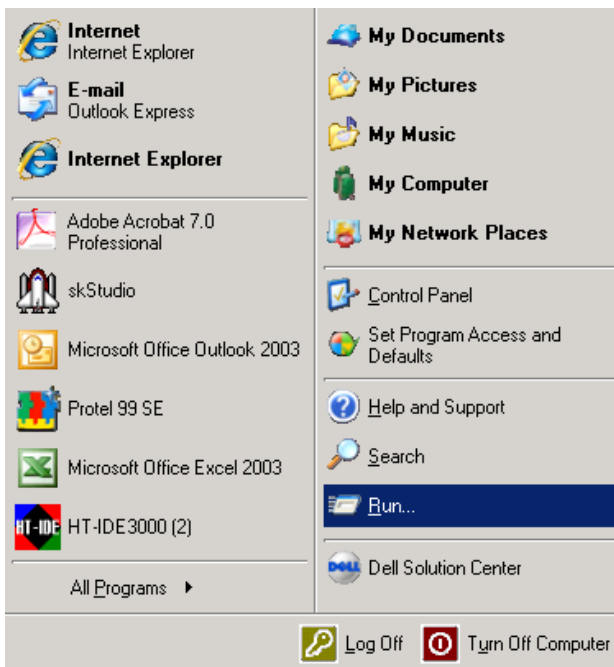 Internet
Internet Explorer
E-mail
Outlook Express
Internet Explorer
Adobe Acrobat 7.0
Professional
skStudio
Microsoft Office Outlook 2003
Protel 99 SE
Microsoft Office Excel 2003
HT-IDE
HT-IDE3000 (2)
All Programs
My Documents
My Pictures
My Music
My Computer
My Network Places
Control Panel
Set Program Access and
Defaults
Help and Support
Search
Run...
DELL
Dell Solution Center
Log Off
Turn Off Computer